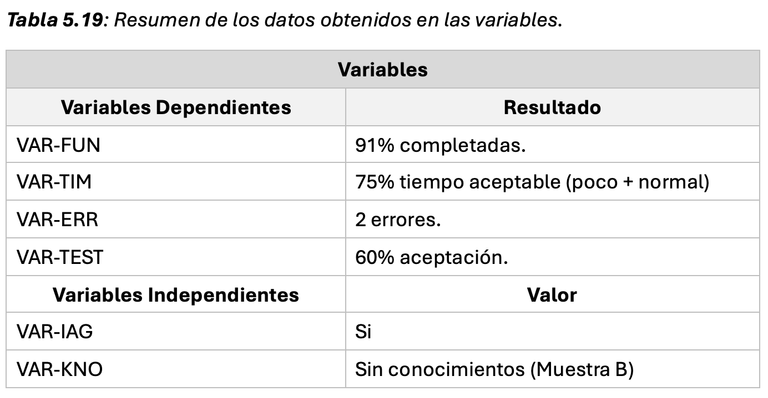 Tabla 5.19: Resumen de los datos obtenidos en las variables.
Variables
Variables Dependientes Resultado
VAR-FUN 91% completadas.
VAR-TIM 75% tiempo aceptable (poco + normal)
VAR-ERR 2 errores.
VAR-TEST 60% aceptación.
Variables Independientes Valor
VAR-IAG Si
VAR-KNO Sin conocimientos (Muestra B)